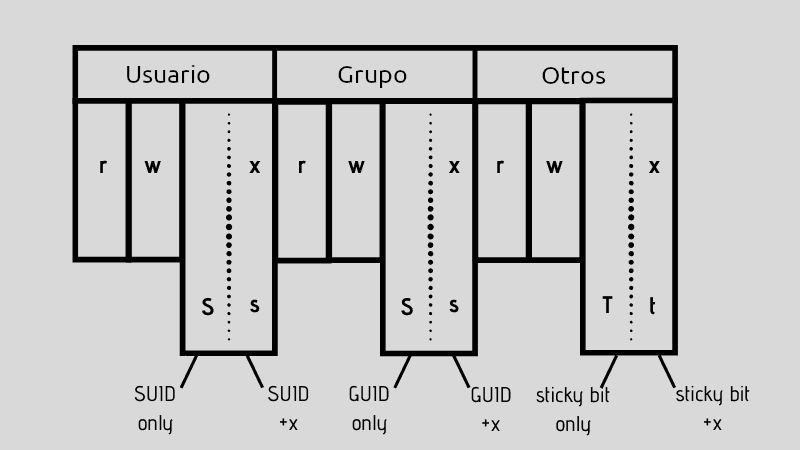 Usuario Grupo Otros
r w x r w x r w x
S s S s T t
SUID SUID GUID GUID sticky bit sticky bit
only +x only +x only +x